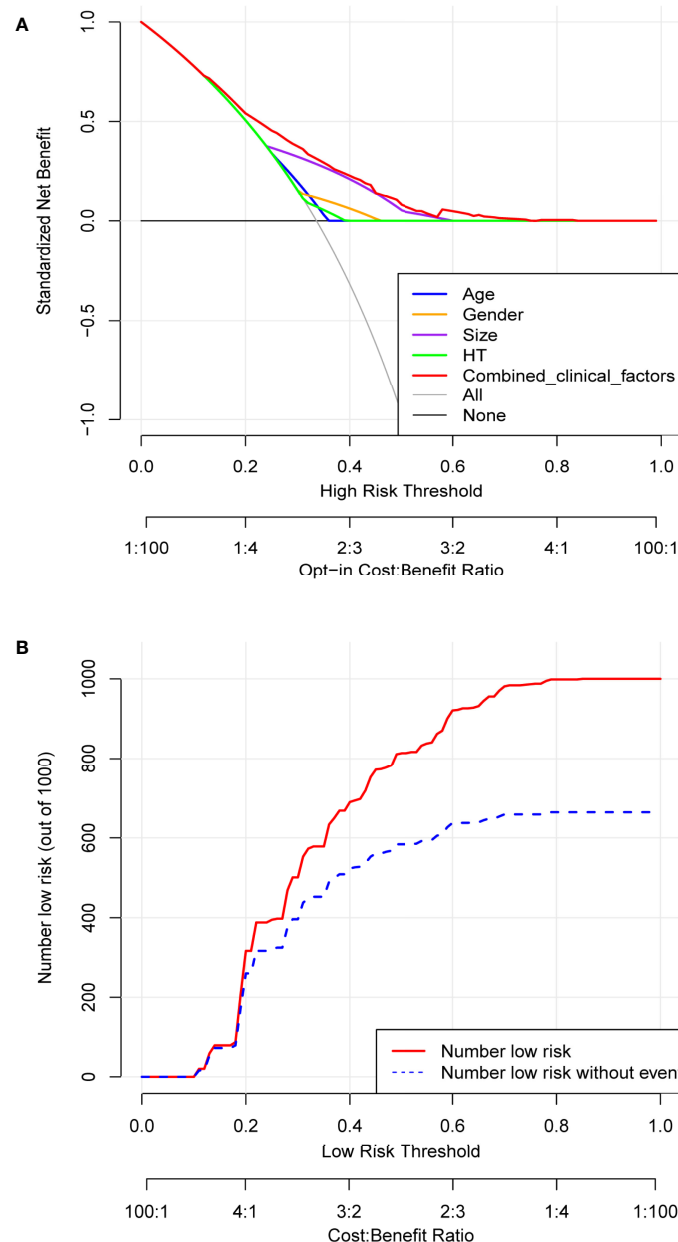 A
Standardized Net Benefit
1.0
0.5
0.0
−0.5
−1.0
Age
Gender
Size
HT
Combined_clinical_factors
All
None
0.0 0.2 0.4 0.6 0.8 1.0
High Risk Threshold
1:100 1:4 2:3 3:2 4:1 100:1
Opt−in Cost:Benefit Ratio
B
Number low risk (out of 1000)
1000
800
600
400
200
0
Number low risk
Number low risk without even
0.0 0.2 0.4 0.6 0.8 1.0
Low Risk Threshold
100:1 4:1 3:2 2:3 1:4 1:100
Cost:Benefit Ratio